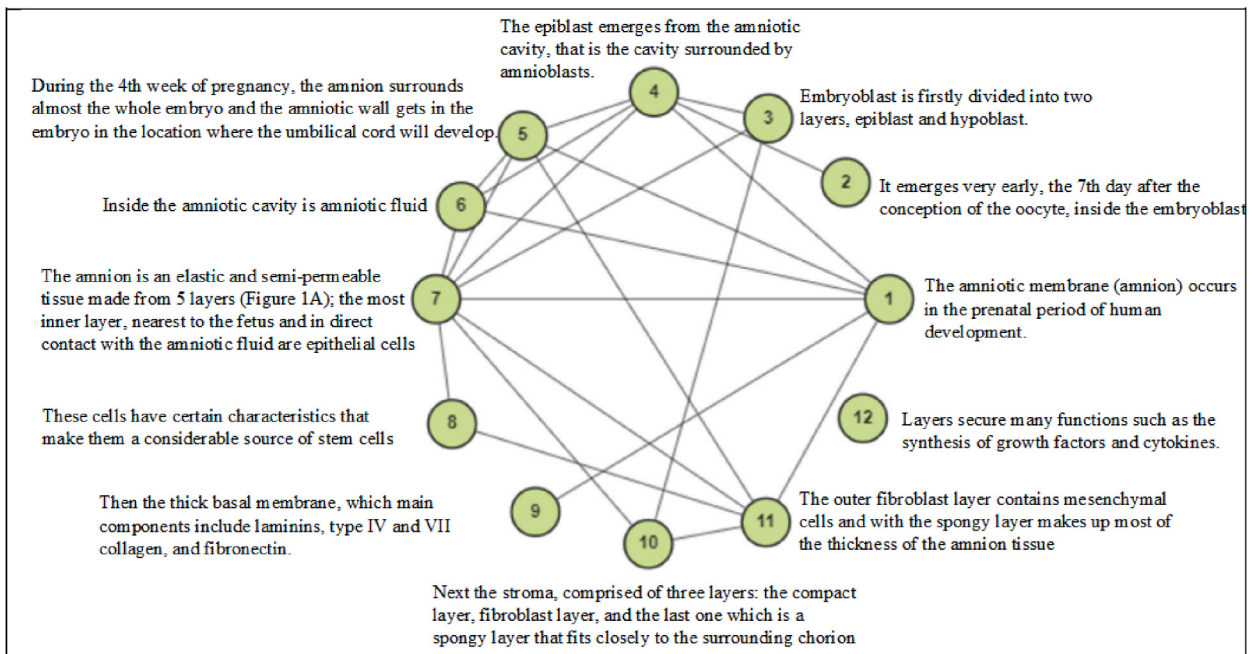 The epiblast emerges from the amniotic
cavity, that is the cavity surrounded by
amnioblasts.
4
During the 4th week of pregnancy, the amnion surrounds
almost the whole embryo and the amniotic wall gets in the
embryo in the location where the umbilical cord will develop.
5
3
Embryoblast is firstly divided into two
layers, epiblast and hypoblast.
Inside the amniotic cavity is amniotic fluid
6
2
It emerges very early, the 7th day after the
conception of the oocyte, inside the embryoblast
The amnion is an elastic and semi-permeable
tissue made from 5 layers (Figure 1A); the most
inner layer, nearest to the fetus and in direct
contact with the amniotic fluid are epithelial cells
7
1
The amniotic membrane (amnion) occurs
in the prenatal period of human
development.
These cells have certain characteristics that
make them a considerable source of stem cells
8
12
Layers secure many functions such as the
synthesis of growth factors and cytokines.
Then the thick basal membrane, which main
components include laminins, type IV and VII
collagen, and fibronectin.
9
11
The outer fibroblast layer contains mesenchymal
cells and with the spongy layer makes up most of
the thickness of the amnion tissue
10
Next the stroma, comprised of three layers: the compact
layer, fibroblast layer, and the last one which is a
spongy layer that fits closely to the surrounding chorion